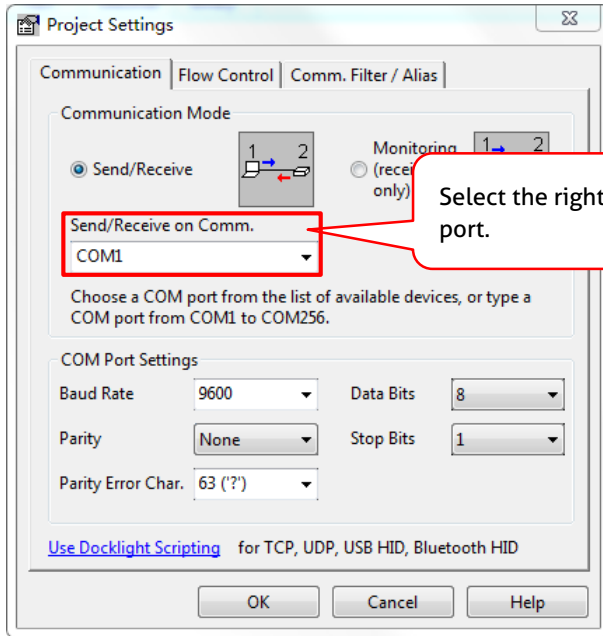 Project Settings
Communication
Flow Control
Comm. Filter / Alias
Communication Mode
Send/Receive
1 2
Monitoring
only)
1 2
Select the right
port.
Send/Receive on Comm.
COM1
Choose a COM port from the list of available devices, or type a
COM port from COM1 to COM256.
COM Port Settings
Baud Rate 9600 Data Bits 8
Parity None Stop Bits 1
Parity Error Char. 63 ('?')
Use Docklight Scripting for TCP, UDP, USB HID, Bluetooth HID
OK Cancel Help